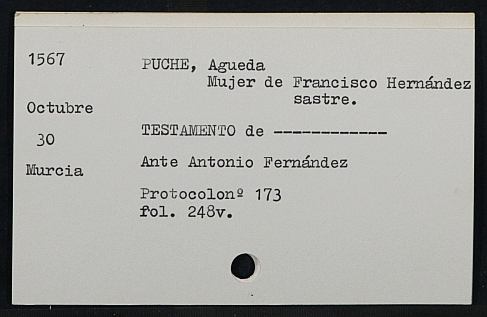 1567
PUCHE, Agueda
Mujer de Francisco Hernández
sastre.
Octubre
30
TESTAMENTO de ------------
Murcia
Ante Antonio Fernández
Protocolonº 173
fol. 248v.